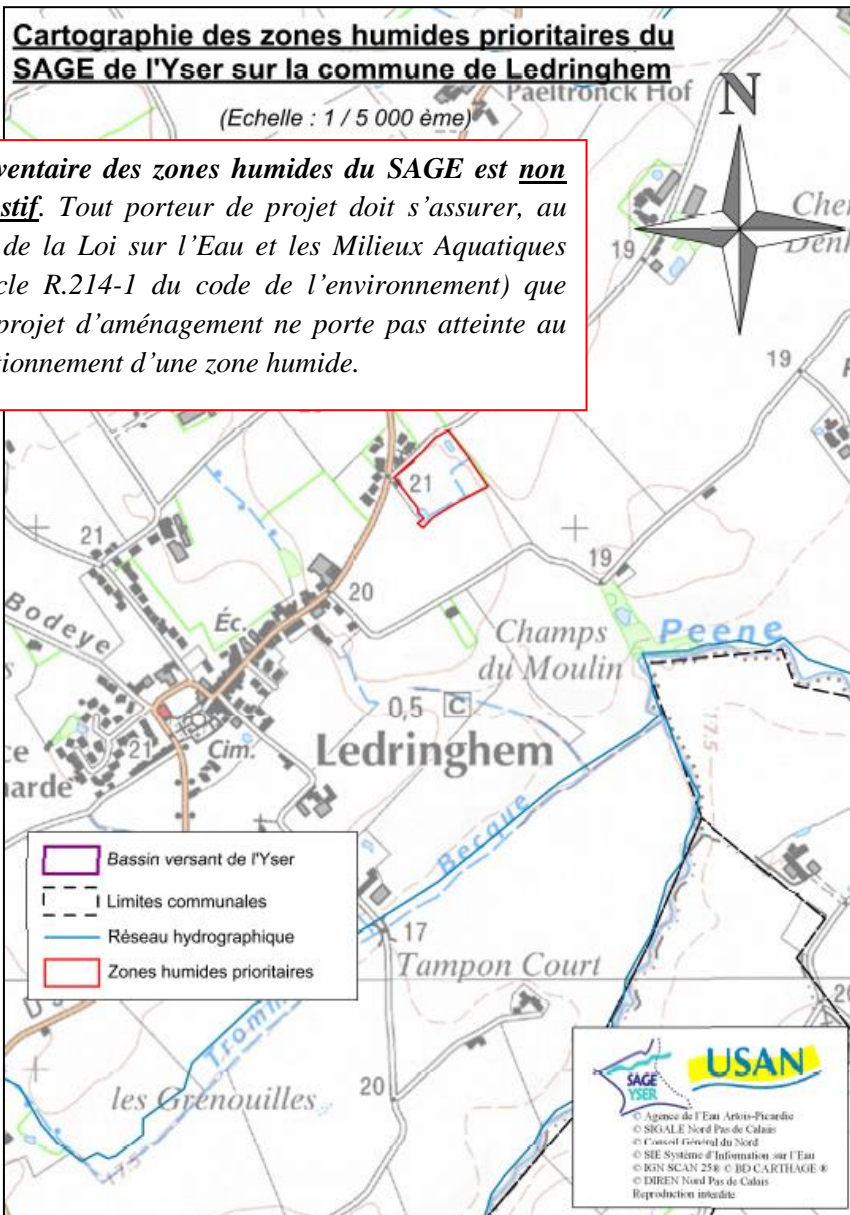 Cartographie des zones humides prioritaires du
SAGE de l'Yser sur la commune de Ledringhem
(Echelle : 1 / 5 000 ème)
Paeltronck Hof
N
ventaire des zones humides du SAGE est non
stif. Tout porteur de projet doit s’assurer, au
de la Loi sur l’Eau et les Milieux Aquatiques
cle R.214-1 du code de l’environnement) que
projet d’aménagement ne porte pas atteinte au
tionnement d’une zone humide.
19
19
21
21
19
20
Bodeye
Éc.
Champs
du Moulin
Peene
0,5 C
17.5
Ledringhem
21
Cim.
ce
arde
Becque
Bassin versant de l'Yser
Limites communales
Réseau hydrographique
Zones humides prioritaires
17
Tampon Court
20
Tromm
20
les Grenouilles
17.5
SAGE
YSER
USAN
© Agence de l'Eau Artois-Picardie
© SIGALE Nord Pas de Calais
© Conseil Général du Nord
© SIE Système d'Information sur l'Eau
© IGN SCAN 25® © BD CARTHAGE ®
© DIREN Nord Pas de Calais
Reproduction interdite